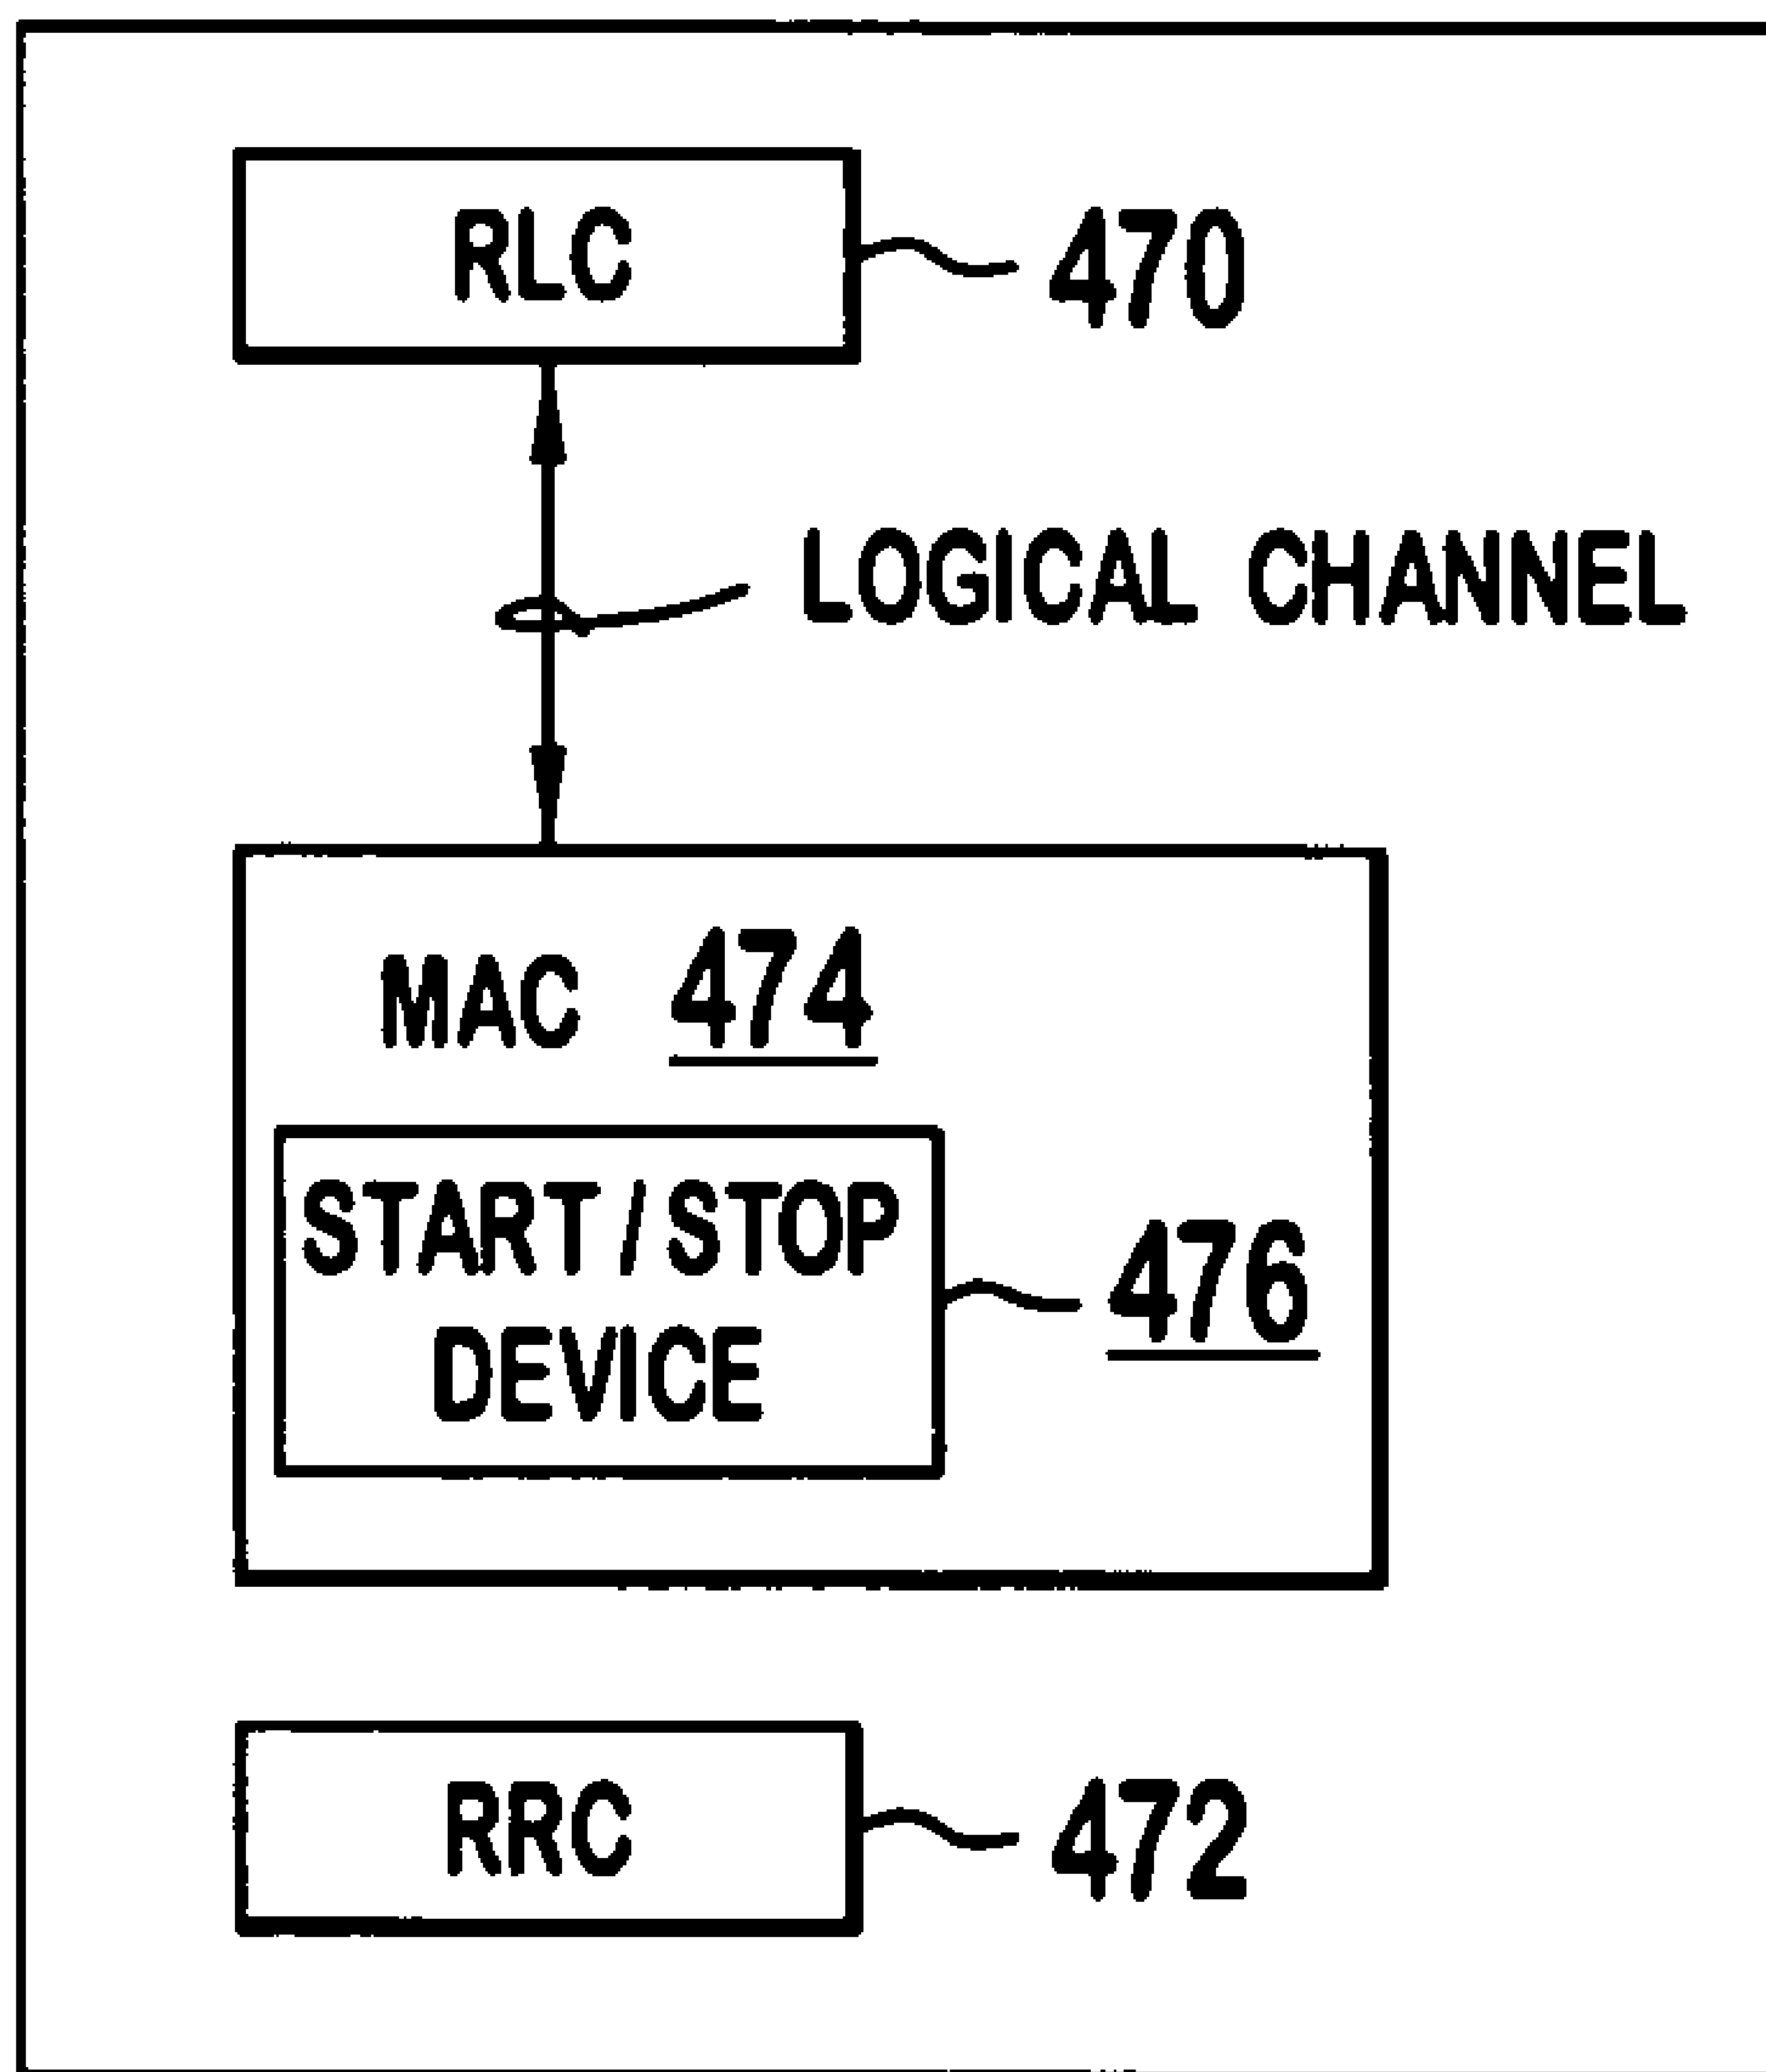 RLC 470
LOGICAL CHANNEL
MAC 474
START/STOP
DEVICE
476
RRC 472